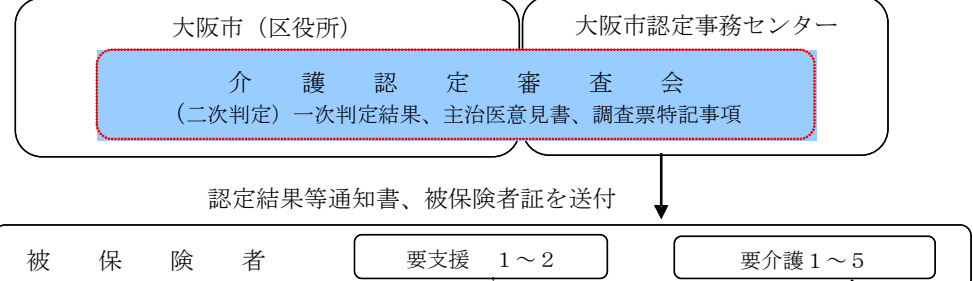 大阪市（区役所）
大阪市認定事務センター
介　護　認　定　審　査　会
（二次判定）一次判定結果、主治医意見書、調査票特記事項
認定結果等通知書、被保険者証を送付
被　保　険　者
要支援　１～２
要介護１～５